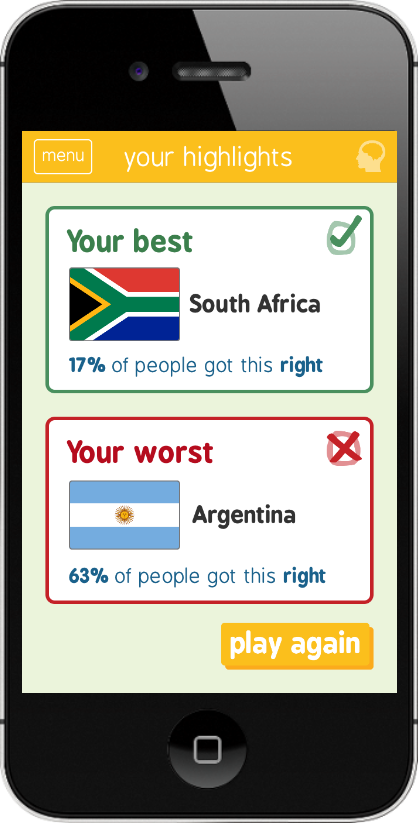 menu
your highlights
Your best
South Africa
17% of people got this right
Your worst
Argentina
63% of people got this right
play again